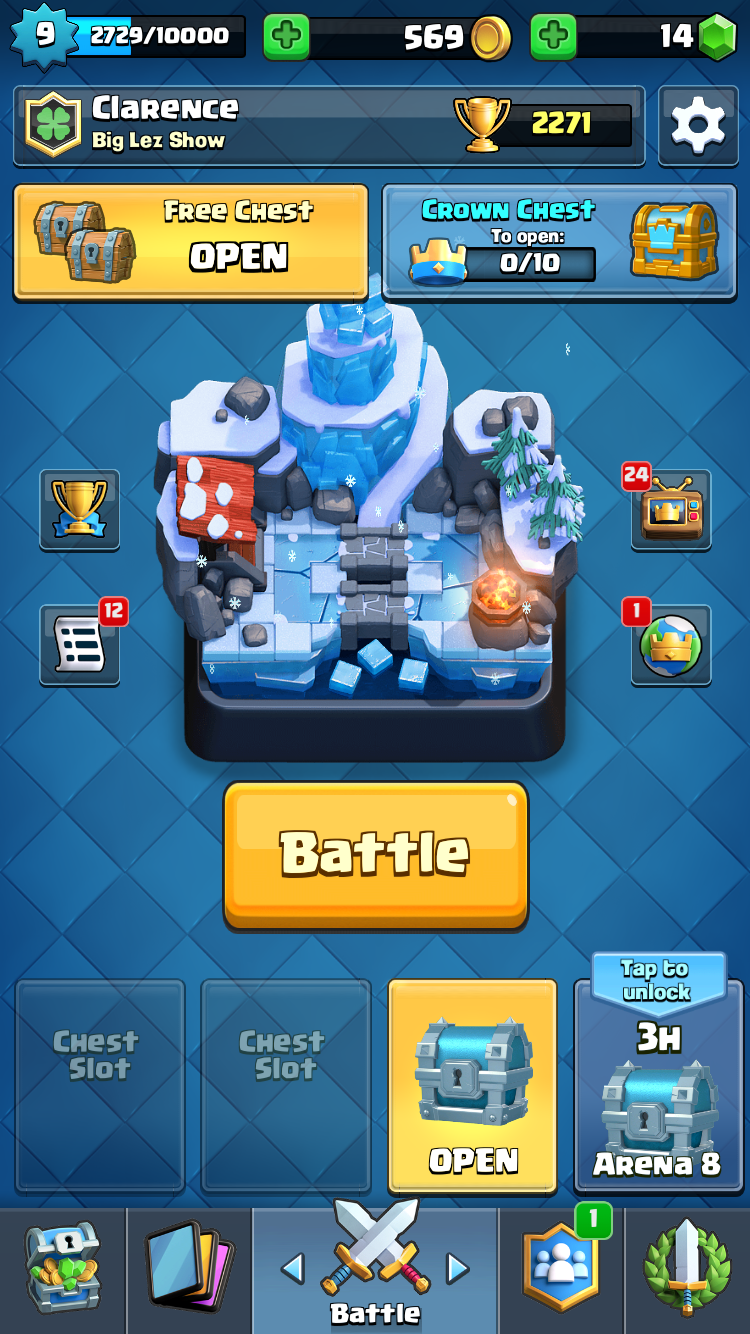 9
2729/10000
569
14
Clarence
Big Lez Show
2271
Free Chest
OPEN
Crown Chest
To open:
0/10
24
12
1
Battle
Chest
Slot
Chest
Slot
OPEN
Tap to
unlock
3H
Arena 8
1
Battle